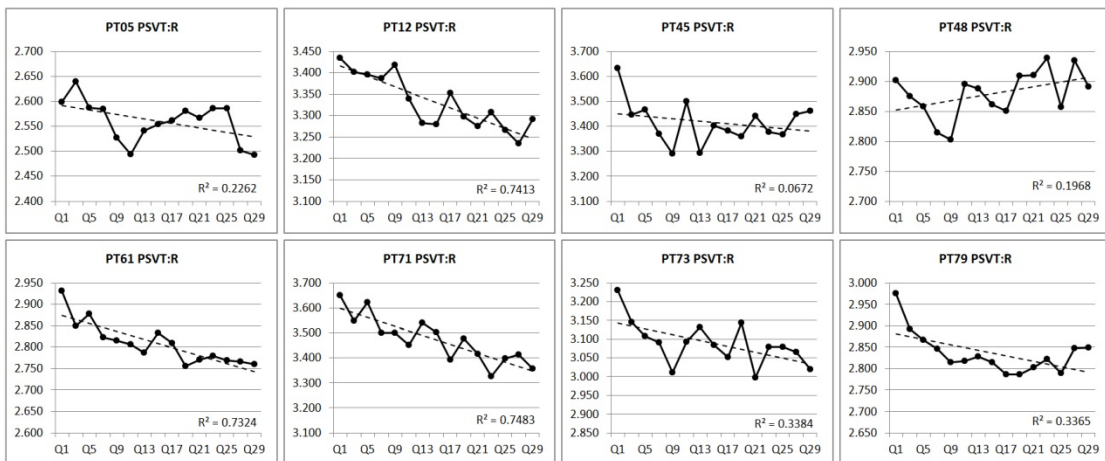 PT05 PSVT:R
2.700
2.650
2.600
2.550
2.500
2.450
2.400
R² = 0.2262
Q1 Q5 Q9 Q13 Q17 Q21 Q25 Q29
PT12 PSVT:R
3.450
3.400
3.350
3.300
3.250
3.200
3.150
3.100
R² = 0.7413
Q1 Q5 Q9 Q13 Q17 Q21 Q25 Q29
PT45 PSVT:R
3.700
3.600
3.500
3.400
3.300
3.200
3.100
R² = 0.0672
Q1 Q5 Q9 Q13 Q17 Q21 Q25 Q29
PT48 PSVT:R
2.950
2.900
2.850
2.800
2.750
2.700
R² = 0.1968
Q1 Q5 Q9 Q13 Q17 Q21 Q25 Q29
PT61 PSVT:R
2.950
2.900
2.850
2.800
2.750
2.700
2.650
2.600
R² = 0.7324
Q1 Q5 Q9 Q13 Q17 Q21 Q25 Q29
PT71 PSVT:R
3.700
3.600
3.500
3.400
3.300
3.200
3.100
R² = 0.7483
Q1 Q5 Q9 Q13 Q17 Q21 Q25 Q29
PT73 PSVT:R
3.250
3.200
3.150
3.100
3.050
3.000
2.950
2.900
2.850
R² = 0.3384
Q1 Q5 Q9 Q13 Q17 Q21 Q25 Q29
PT79 PSVT:R
3.000
2.950
2.900
2.850
2.800
2.750
2.700
2.650
R² = 0.3365
Q1 Q5 Q9 Q13 Q17 Q21 Q25 Q29